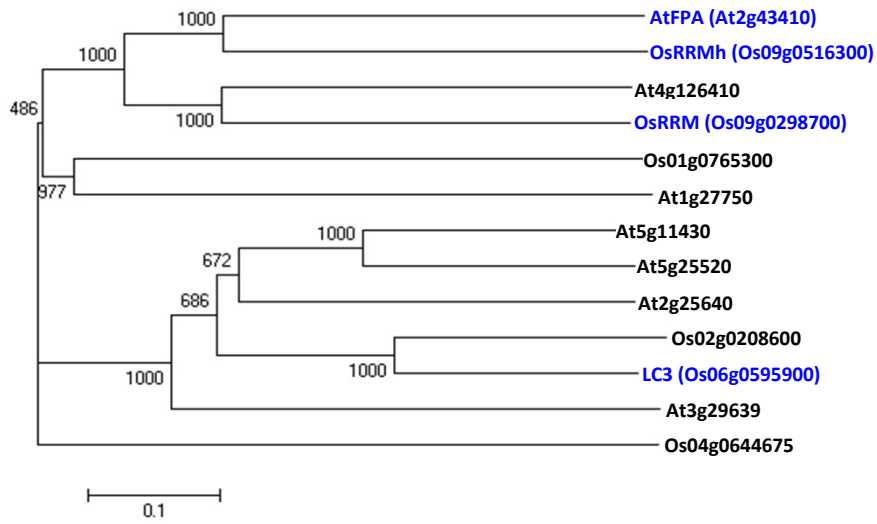 1000
AtFPA (At2g43410)
1000
OsRRMh (Os09g0516300)
486
At4g126410
1000
OsRRM (Os09g0298700)
Os01g0765300
977
At1g27750
1000
At5g11430
672
At5g25520
686
At2g25640
Os02g0208600
1000
LC3 (Os06g0595900)
1000
At3g29639
Os04g0644675
0.1